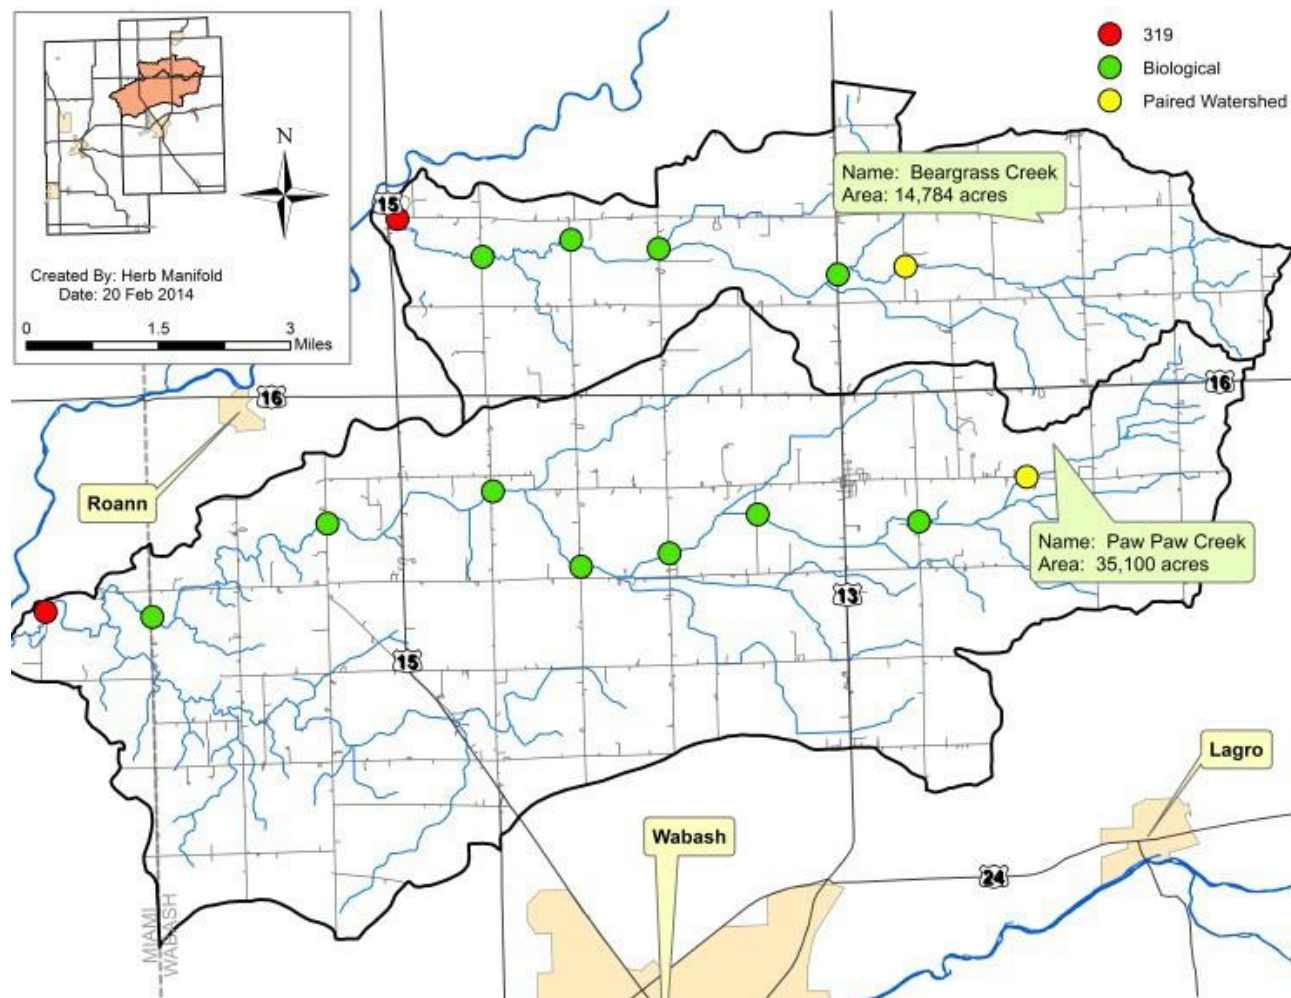 N
Created By: Herb Manifold
Date: 20 Feb 2014
0 1.5 3
Miles
319
Biological
Paired Watershed
15
Name: Beargrass Creek
Area: 14,784 acres
16
16
Roann
Name: Paw Paw Creek
Area: 35,100 acres
13
15
Lagro
Wabash
24
MIAMI
WABASH